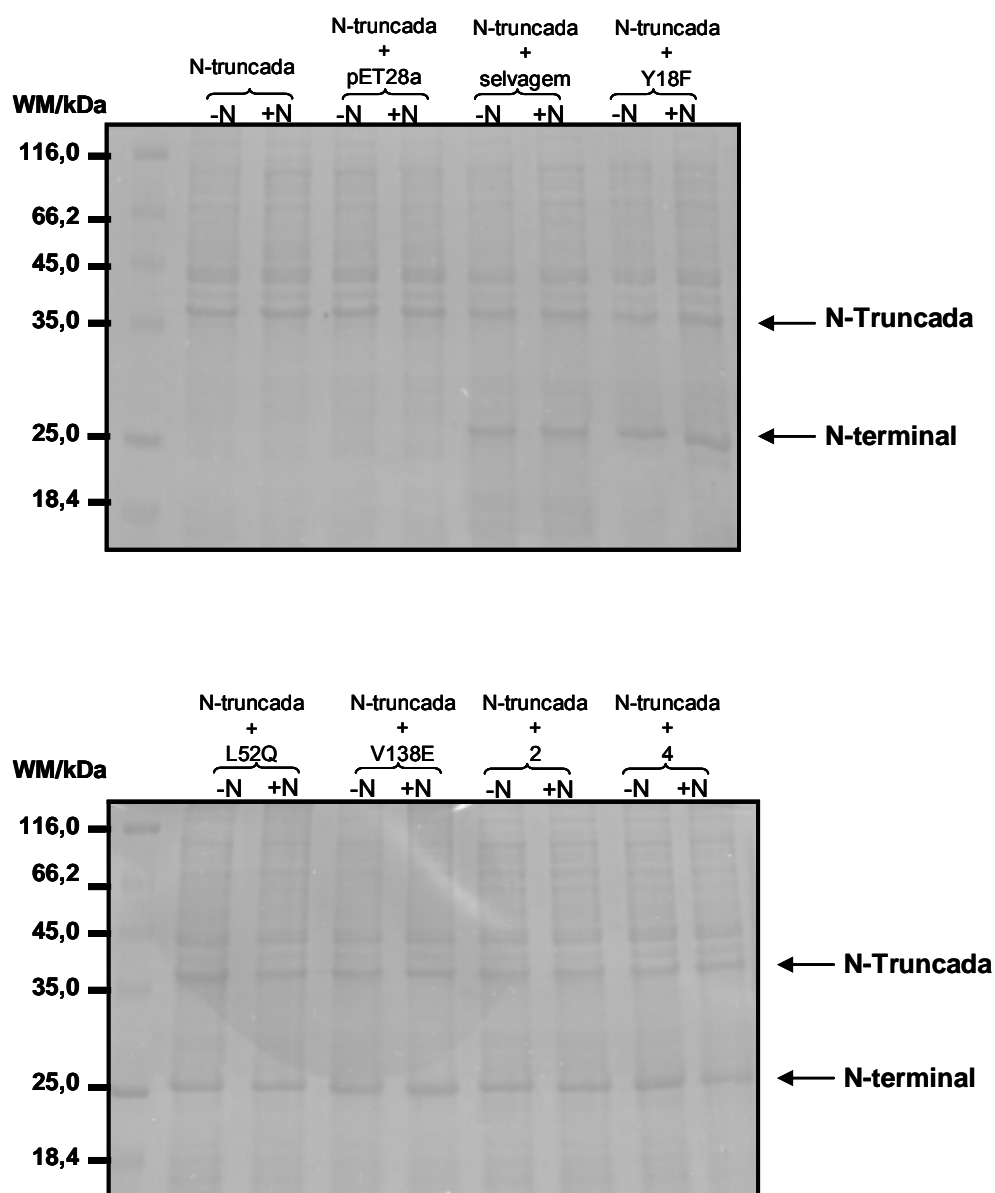 N-truncada
N-truncada
+
pET28a
N-truncada
+
selvagem
N-truncada
+
Y18F
WM/kDa
-N +N -N +N -N +N -N +N
116,0
66,2
45,0
35,0
25,0
18,4
N-Truncada
N-terminal
N-truncada
+
L52Q
N-truncada
+
V138E
N-truncada
+
2
N-truncada
+
4
WM/kDa
-N +N -N +N -N +N -N +N
116,0
66,2
45,0
35,0
25,0
18,4
N-Truncada
N-terminal